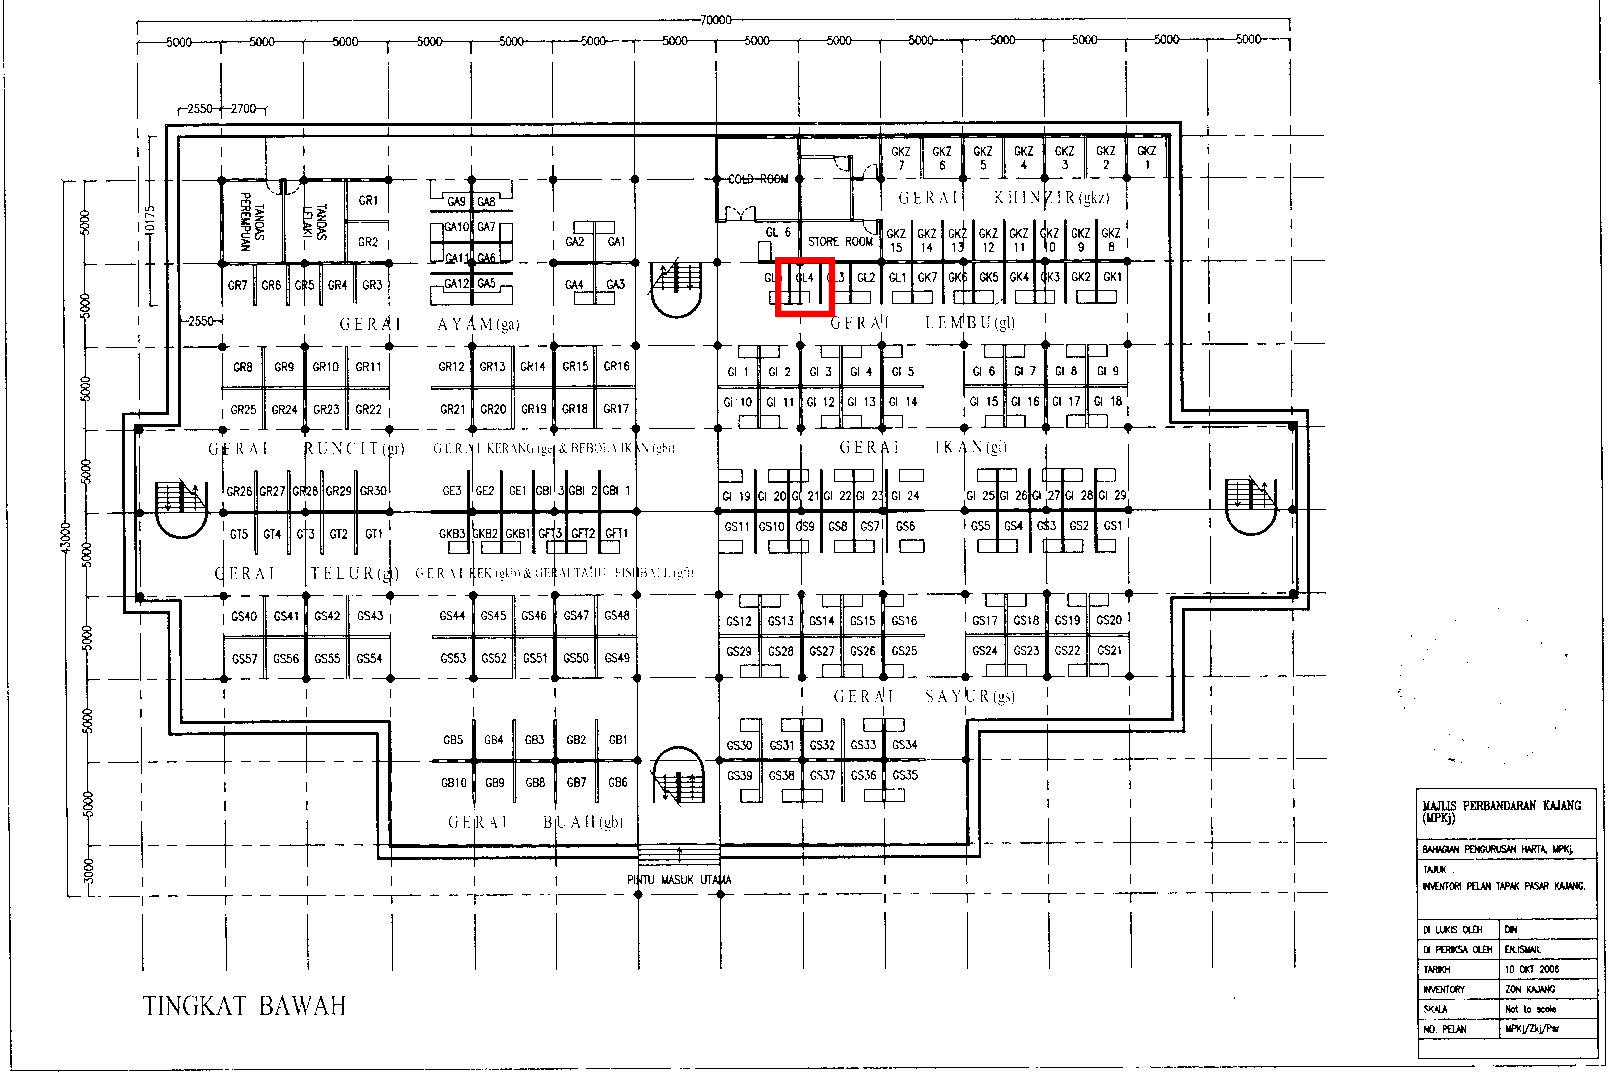 70000
5000 5000 5000 5000 5000 5000 5000 5000 5000 5000 5000 5000 5000 5000
2550 2700
GKZ 7 GKZ 6 GKZ 5 GKZ 4 GKZ 3 GKZ 2 GKZ 1
COLD ROOM
GERAI KHINZIR(gkz)
TANDAS PEREMPUAN
TANDAS LELAKI
GR1
GR2
GA9 GA8
GA10 GA7
GA11 GA6
GA12 GA5
GA2 GA1
GA4 GA3
GL 6
STORE ROOM
GKZ 15 GKZ 14 GKZ 13 GKZ 12 GKZ 11 GKZ 10 GKZ 9 GKZ 8
GR7 GR6 GR5 GR4 GR3
GL4 GL3 GL2 GL1 GK7 GK6 GK5 GK4 GK3 GK2 GK1
10175
2550
GERAI AYAM(ga)
GERAI LEMBU(gl)
GR8 GR9 GR10 GR11 GR12 GR13 GR14 GR15 GR16
GI 1 GI 2 GI 3 GI 4 GI 5 GI 6 GI 7 GI 8 GI 9
GR25 GR24 GR23 GR22 GR21 GR20 GR19 GR18 GR17
GI 10 GI 11 GI 12 GI 13 GI 14 GI 15 GI 16 GI 17 GI 18
GERAI RUNCIT(gr)
GERAI KERANG(ge) & BEBOLA IKAN(gbi)
GERAI IKAN(gi)
GR26 GR27 GR28 GR29 GR30 GE3 GE2 GE1 GBI 3 GBI 2 GBI 1
GI 19 GI 20 GI 21 GI 22 GI 23 GI 24 GI 25 GI 26 GI 27 GI 28 GI 29
GT5 GT4 GT3 GT2 GT1 GKB3 GKB2 GKB1 GFT3 GFT2 GFT1
GS11 GS10 GS9 GS8 GS7 GS6 GS5 GS4 GS3 GS2 GS1
GERAI TELUR(gt)
GERAI KEK(gkb) & GERAI TAHU FISHBALL(gft)
GS40 GS41 GS42 GS43 GS44 GS45 GS46 GS47 GS48
GS12 GS13 GS14 GS15 GS16 GS17 GS18 GS19 GS20
GS57 GS56 GS55 GS54 GS53 GS52 GS51 GS50 GS49
GS29 GS28 GS27 GS26 GS25 GS24 GS23 GS22 GS21
GERAI SAYUR(gs)
GB5 GB4 GB3 GB2 GB1
GS30 GS31 GS32 GS33 GS34
GB10 GB9 GB8 GB7 GB6
GS39 GS38 GS37 GS36 GS35
GERAI BUAH(gb)
PINTU MASUK UTAMA
43000
5000 5000 5000 5000 5000 5000 5000 5000 3000
TINGKAT BAWAH
MAJLIS PERBANDARAN KAJANG
(MPKj)
BAHAGIAN PENGURUSAN HARTA, MPKj.
TAJUK .
INVENTORI PELAN TAPAK PASAR KAJANG.
DI LUKIS OLEH DIN
DI PERIKSA OLEH EN.ISMAIL
TARIKH 10 OKT 2006
INVENTORY ZON KAJANG
SKALA Not to scale
NO. PELAN MPKj/Zkj/Psr